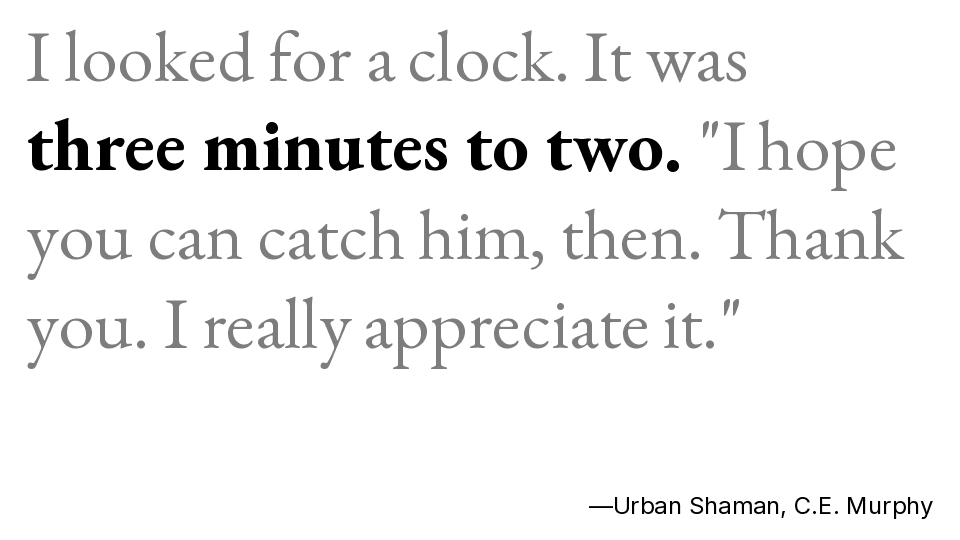 I looked for a clock. It was
three minutes to two. "I hope
you can catch him, then. Thank
you. I really appreciate it."
—Urban Shaman, C.E. Murphy